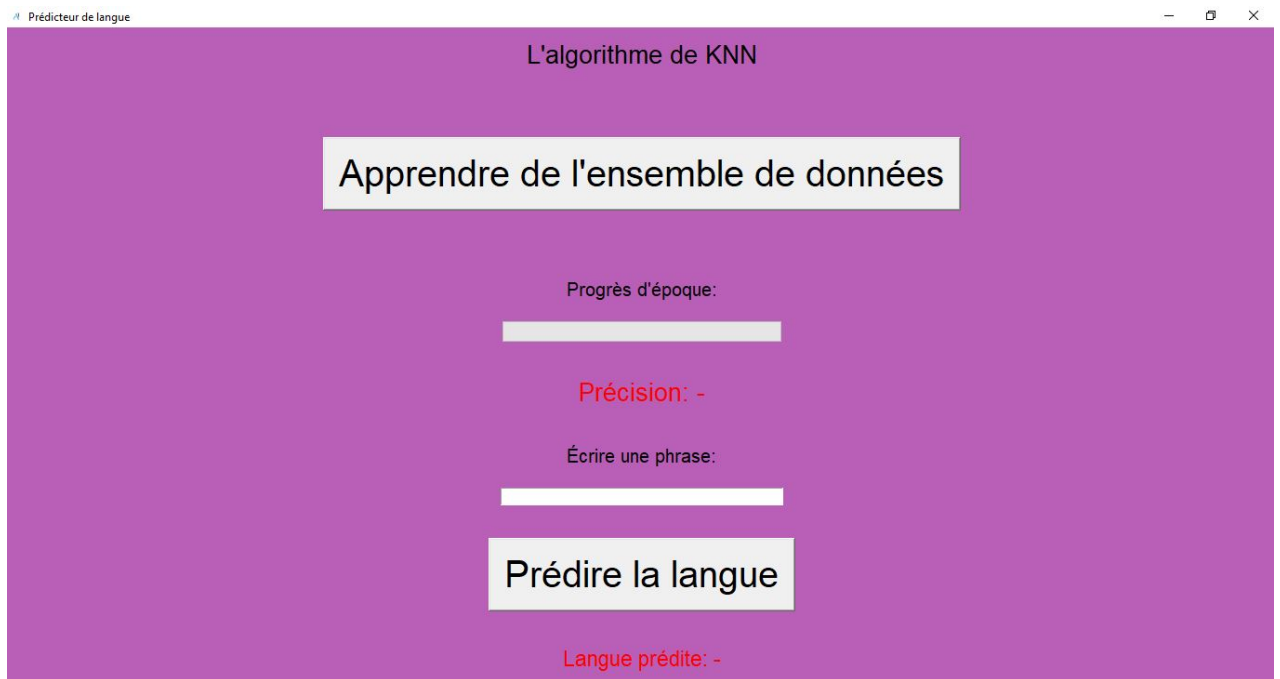 Prédicteur de langue
L'algorithme de KNN
Apprendre de l'ensemble de données
Progrès d'époque:
Précision: -
Écrire une phrase:
Prédire la langue
Langue prédite: -